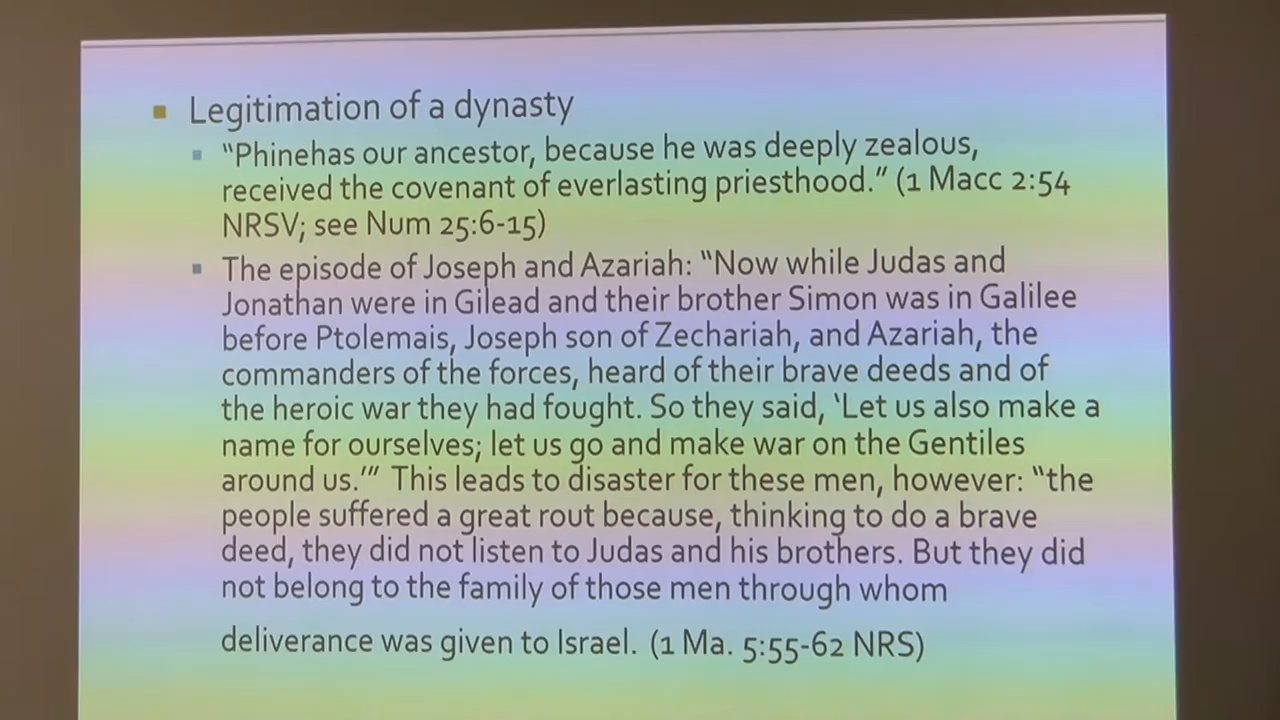 Legitimation of a dynasty
“Phinehas our ancestor, because he was deeply zealous,
received the covenant of everlasting priesthood.” (1 Macc 2:54
NRSV; see Num 25:6-15)
The episode of Joseph and Azariah: “Now while Judas and
Jonathan were in Gilead and their brother Simon was in Galilee
before Ptolemais, Joseph son of Zechariah, and Azariah, the
commanders of the forces, heard of their brave deeds and of
the heroic war they had fought. So they said, ‘Let us also make a
name for ourselves; let us go and make war on the Gentiles
around us.’” This leads to disaster for these men, however: “the
people suffered a great rout because, thinking to do a brave
deed, they did not listen to Judas and his brothers. But they did
not belong to the family of those men through whom
deliverance was given to Israel. (1 Ma. 5:55-62 NRS)